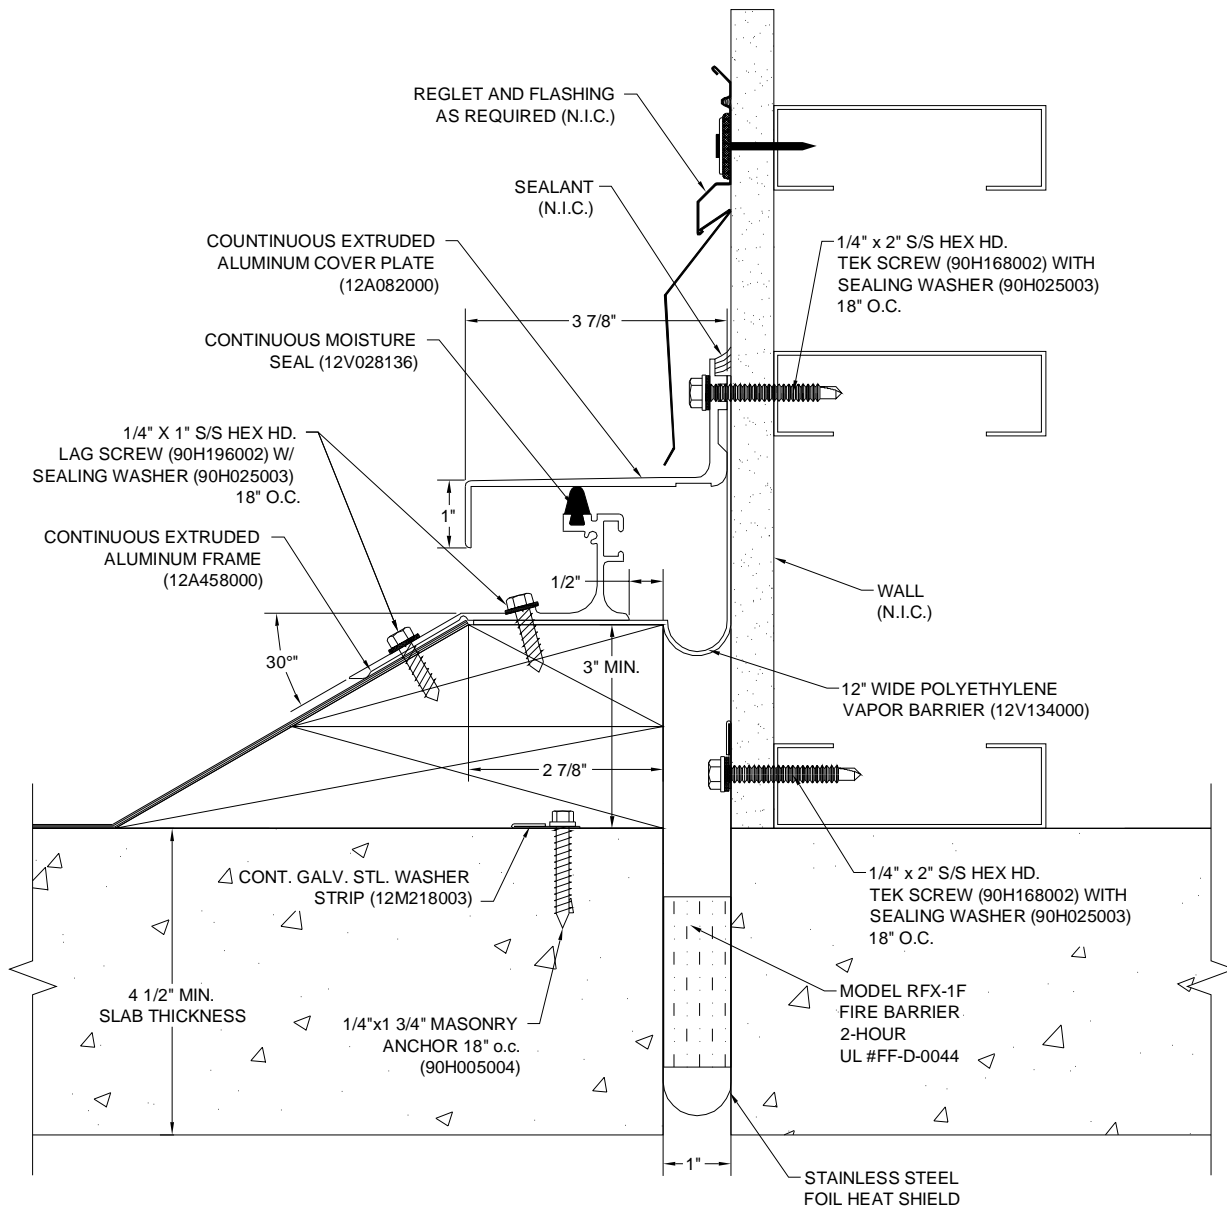 REGLET AND FLASHING
AS REQUIRED (N.I.C.)
SEALANT
(N.I.C.)
COUNTINUOUS EXTRUDED
ALUMINUM COVER PLATE
(12A082000)
1/4" x 2" S/S HEX HD.
TEK SCREW (90H168002) WITH
SEALING WASHER (90H025003)
18" O.C.
3 7/8"
CONTINUOUS MOISTURE
SEAL (12V028136)
1/4" X 1" S/S HEX HD.
LAG SCREW (90H196002) W/
SEALING WASHER (90H025003)
18" O.C.
1"
CONTINUOUS EXTRUDED
ALUMINUM FRAME
(12A458000)
1/2"
WALL
(N.I.C.)
30°"
3" MIN.
12" WIDE POLYETHYLENE
VAPOR BARRIER (12V134000)
2 7/8"
CONT. GALV. STL. WASHER
STRIP (12M218003)
1/4" x 2" S/S HEX HD.
TEK SCREW (90H168002) WITH
SEALING WASHER (90H025003)
18" O.C.
4 1/2" MIN.
SLAB THICKNESS
1/4"x1 3/4" MASONRY
ANCHOR 18" o.c.
(90H005004)
MODEL RFX-1F
FIRE BARRIER
2-HOUR
UL #FF-D-0044
1"
STAINLESS STEEL
FOIL HEAT SHIELD